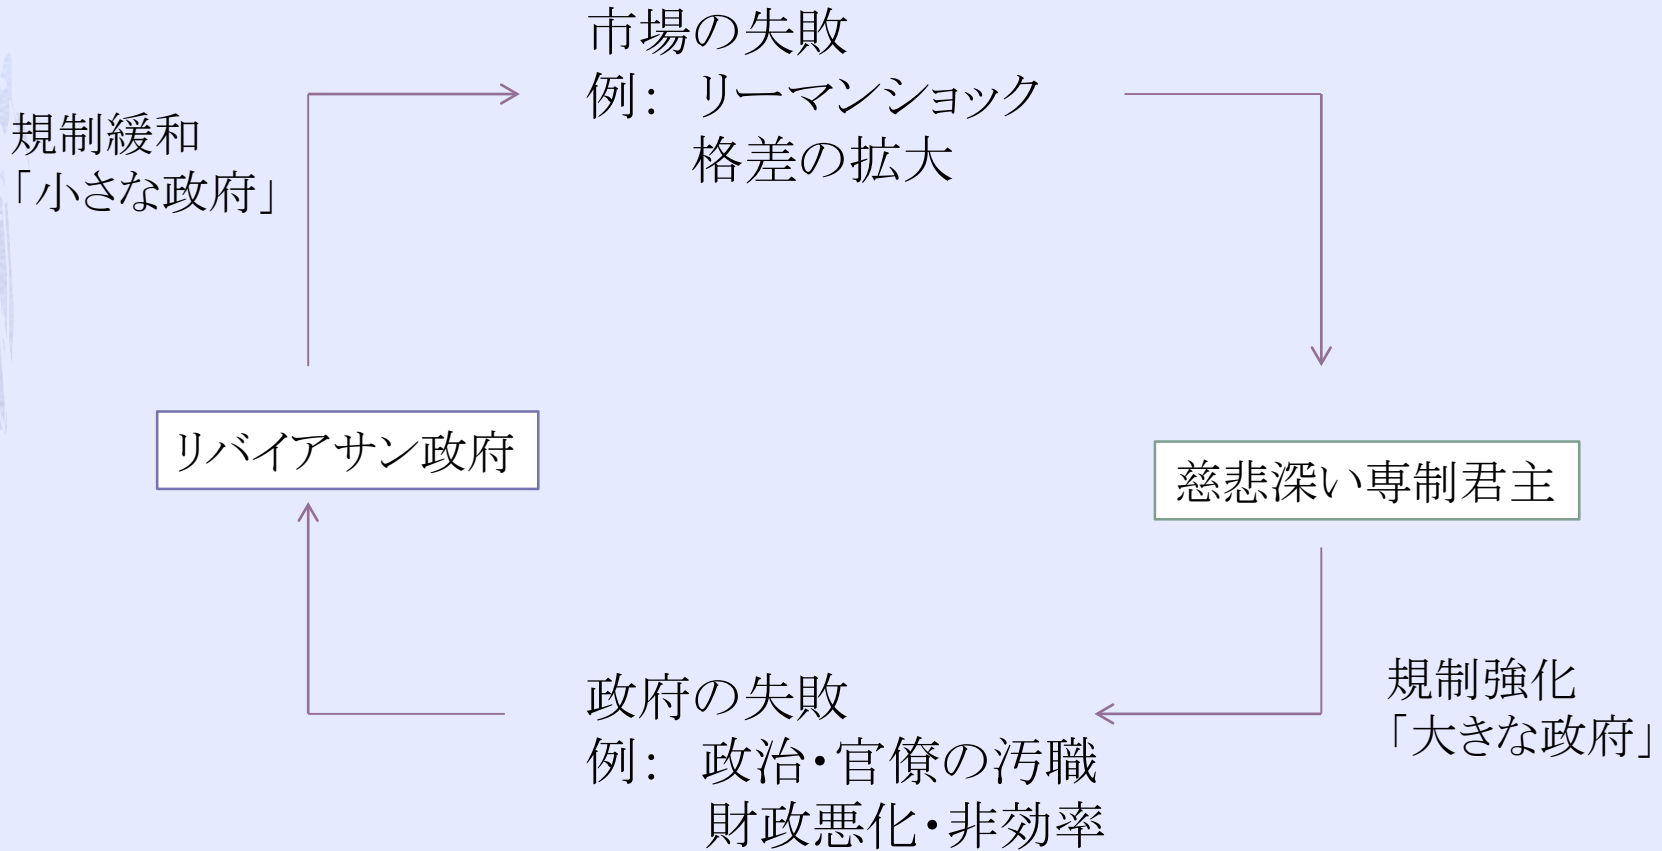 市場の失敗
例： リーマンショック
格差の拡大
規制緩和
「小さな政府」
リバイアサン政府
慈悲深い専制君主
規制強化
「大きな政府」
政府の失敗
例： 政治・官僚の汚職
財政悪化・非効率